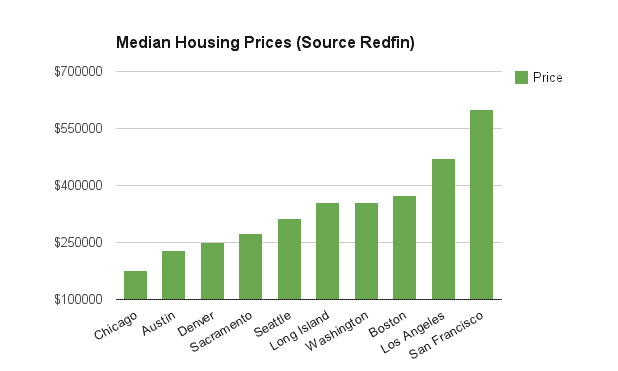 Median Housing Prices (Source Redfin)
$700000
Price
$550000
$400000
$250000
$100000
Chicago
Austin
Denver
Sacramento
Seattle
Long Island
Washington
Boston
Los Angeles
San Francisco